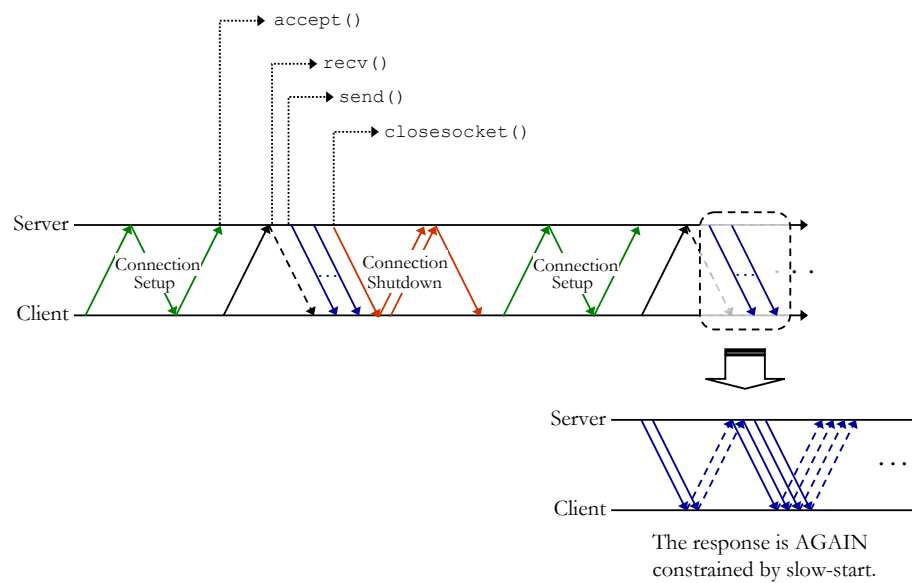 accept()
recv()
send()
closesocket()
Server
Connection
Setup
...
Connection
Shutdown
Connection
Setup
...
. . .
Client
Server
. . .
Client
The response is AGAIN
constrained by slow-start.